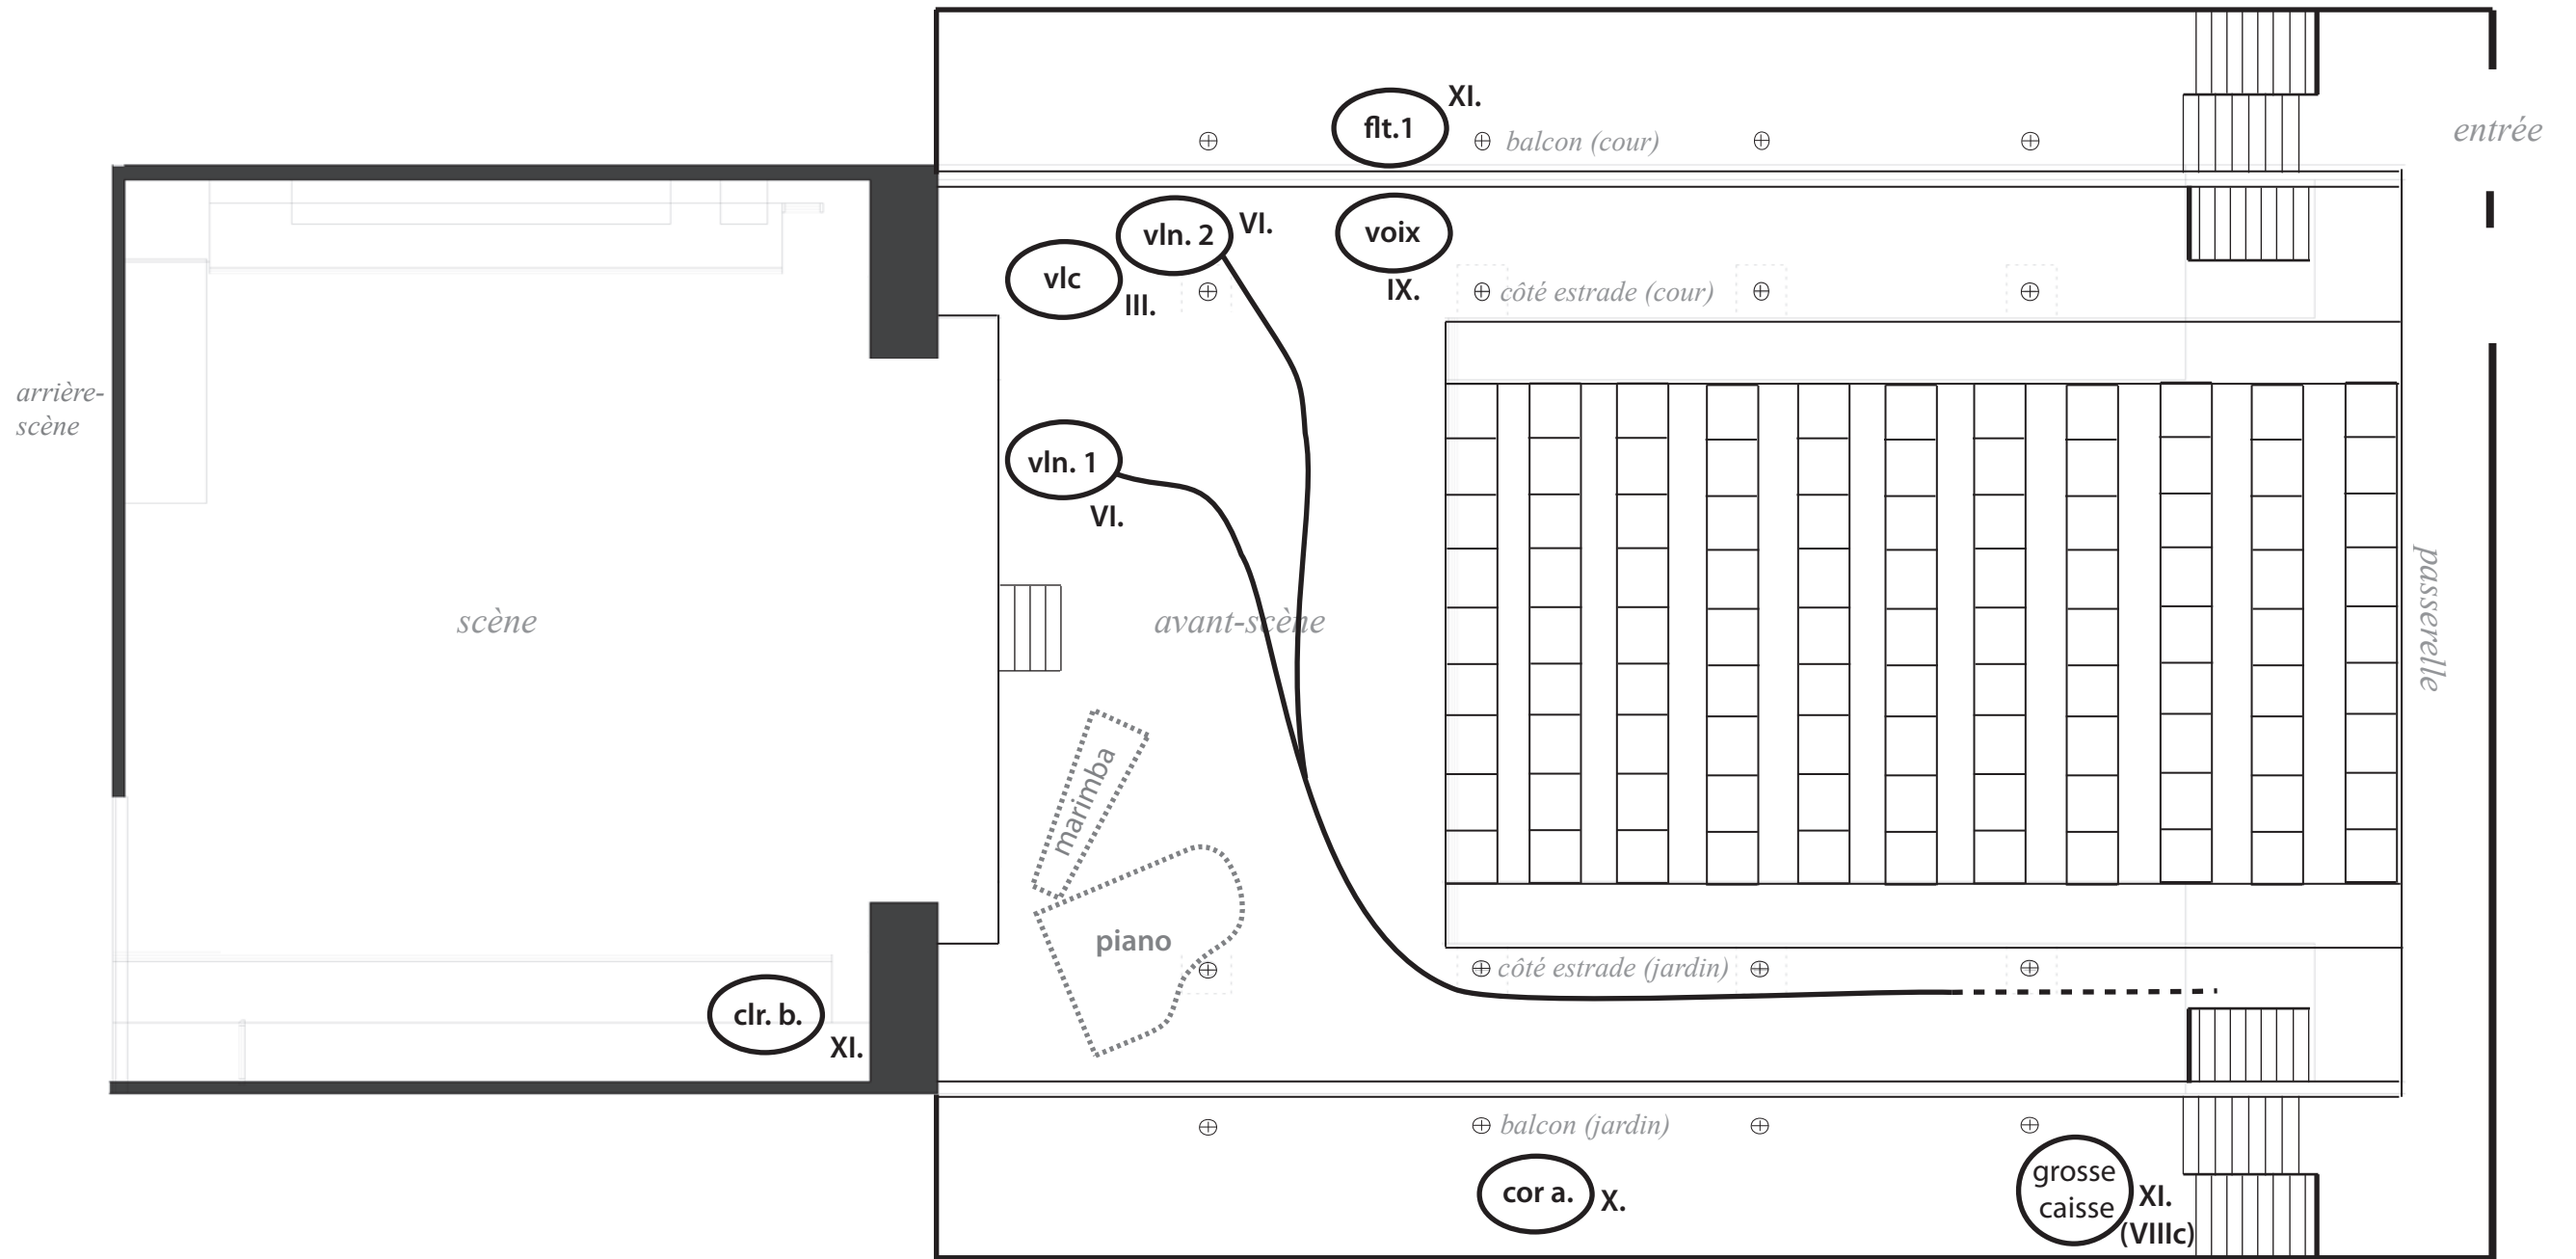 XI.
flt.1
balcon (cour)
entrée
vln. 2
VI.
voix
vlc
III.
IX.
côté estrade (cour)
arrière-
scène
vln. 1
VI.
scène
avant-scène
passerelle
marimba
piano
côté estrade (jardin)
clr. b.
XI.
balcon (jardin)
cor a.
X.
grosse
caisse
XI.
(VIIIc)